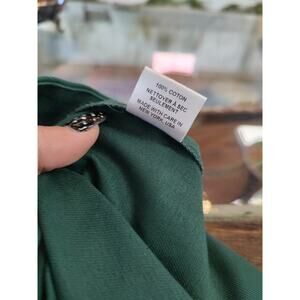 100% COTON
NETTOYER À SEC
SEULEMENT
MADE WITH CARE IN
NEW YORK, USA